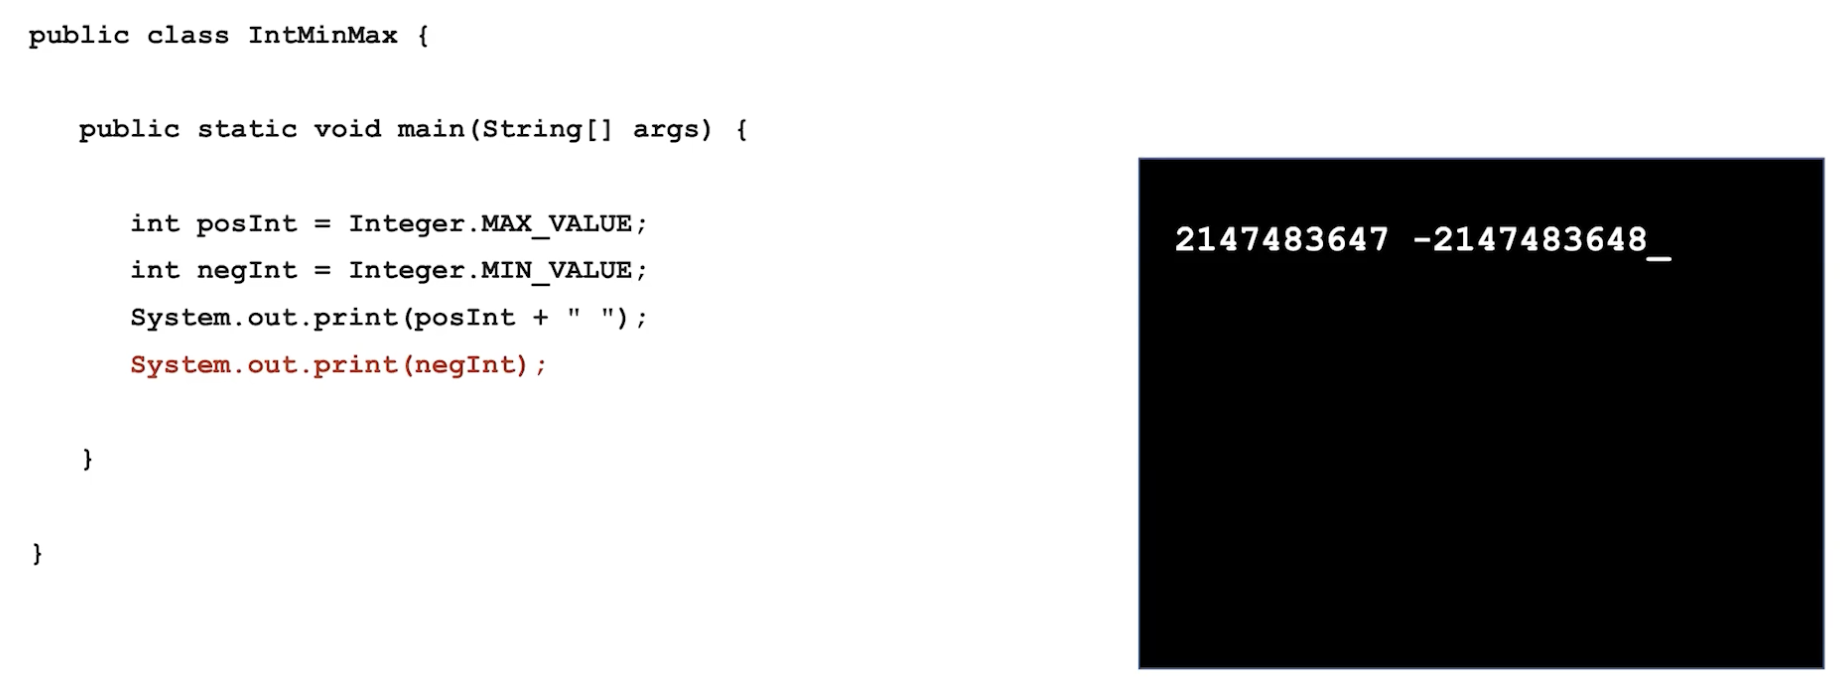 public class IntMinMax {
public static void main(String[] args) {
int posInt = Integer.MAX_VALUE;
int negInt = Integer.MIN_VALUE;
System.out.print(posInt + " ");
System.out.print(negInt);
}
}
2147483647 -2147483648_